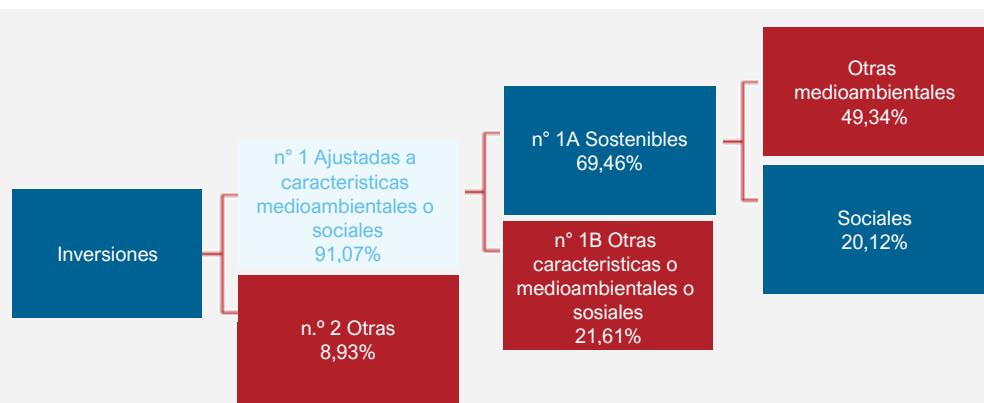 Inversiones
n° 1 Ajustadas a
caracteristicas
medioambientales o
sociales
91,07%
n.º 2 Otras
8,93%
n° 1A Sostenibles
69,46%
n° 1B Otras
caracteristicas o
medioambientales o
sosiales
21,61%
Otras
medioambientales
49,34%
Sociales
20,12%